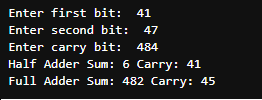 Enter first bit:  41
Enter second bit:  47
Enter carry bit:  484
Half Adder Sum: 6 Carry: 41
Full Adder Sum: 482 Carry: 45